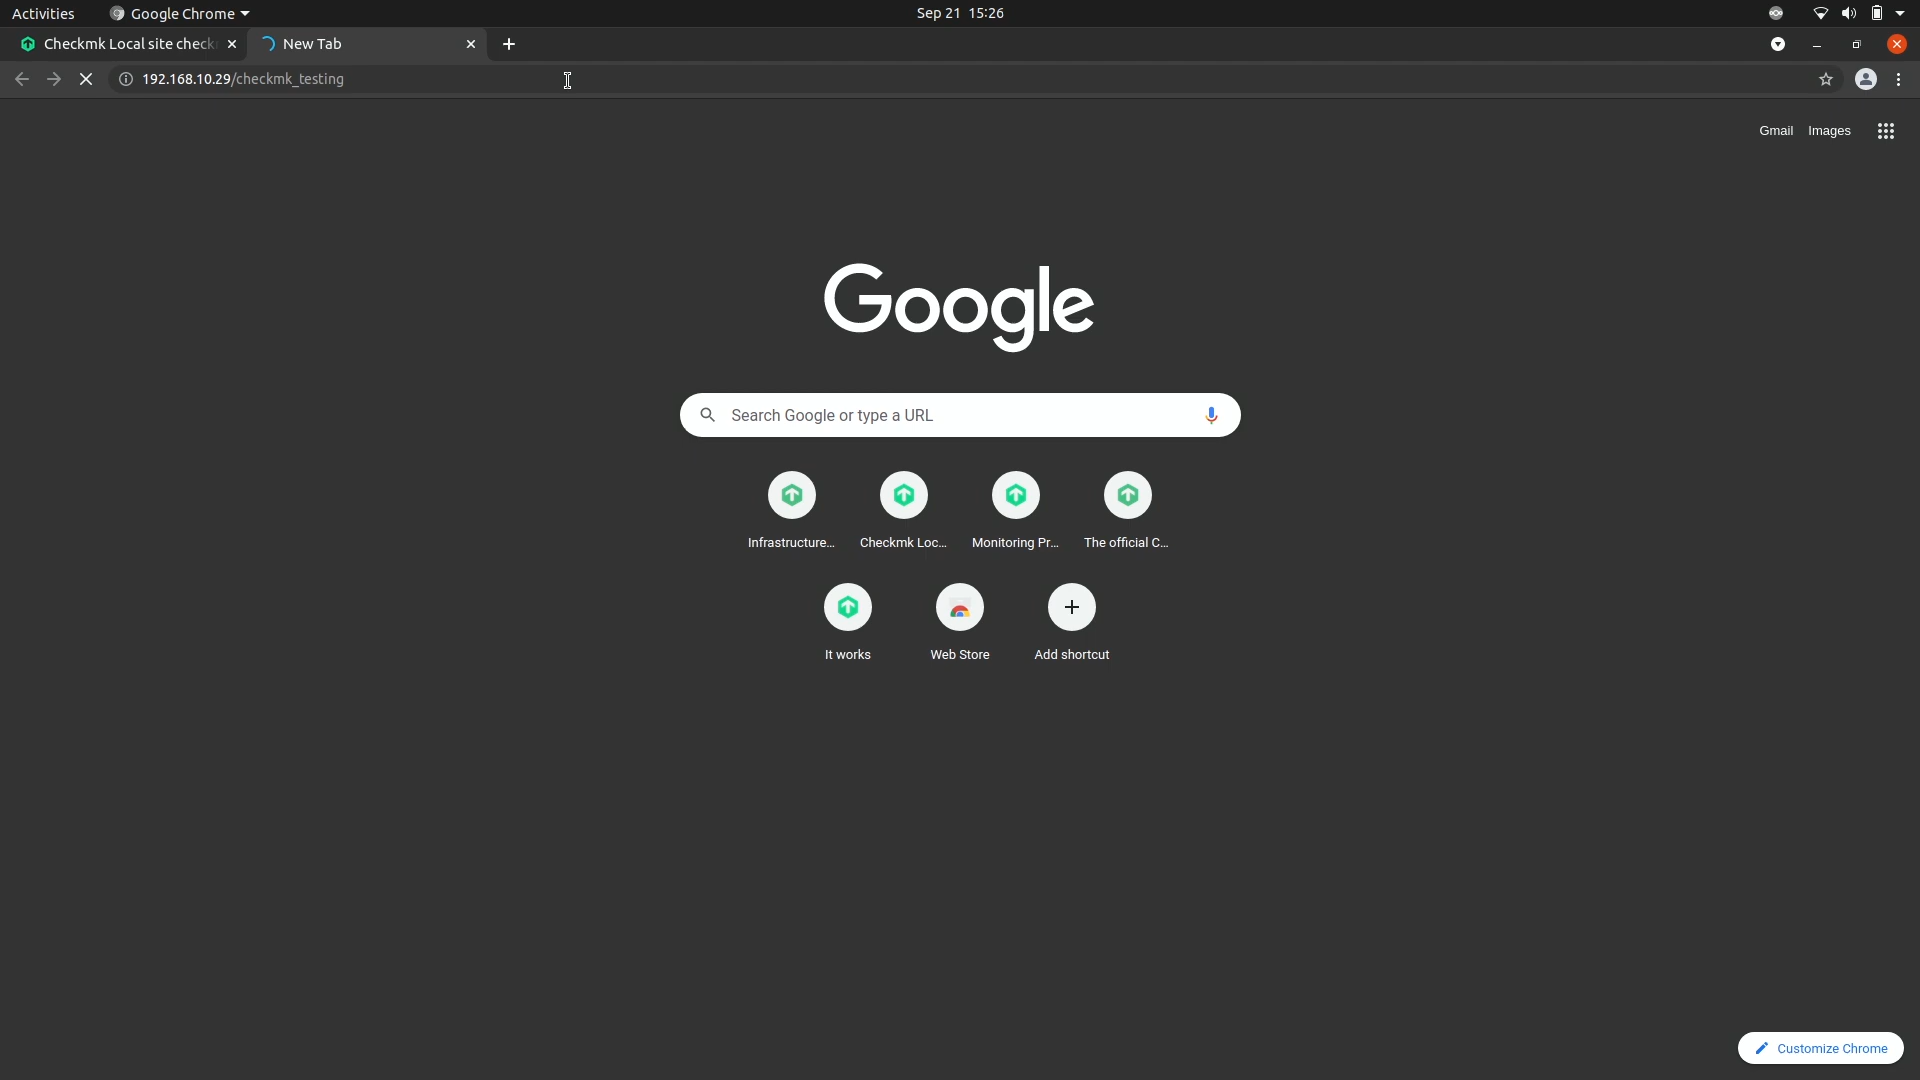 Activities
Google Chrome
Sep 21 15:26
Checkmk Local site check
New Tab
192.168.10.29/checkmk_testing
Gmail
Images
Google
Search Google or type a URL
Infrastructure...
Checkmk Loc...
Monitoring Pr...
The official C...
It works
Web Store
Add shortcut
Customize Chrome